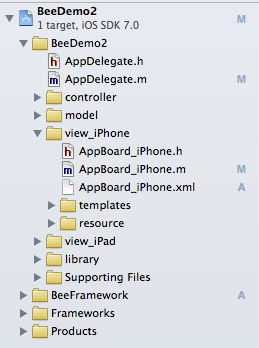 BeeDemo2
1 target, iOS SDK 7.0 M
BeeDemo2
h AppDelegate.h
m AppDelegate.m M
controller
model
view_iPhone
h AppBoard_iPhone.h
m AppBoard_iPhone.m M
AppBoard_iPhone.xml A
templates
resource
view_iPad
library
Supporting Files
BeeFramework A
Frameworks
Products